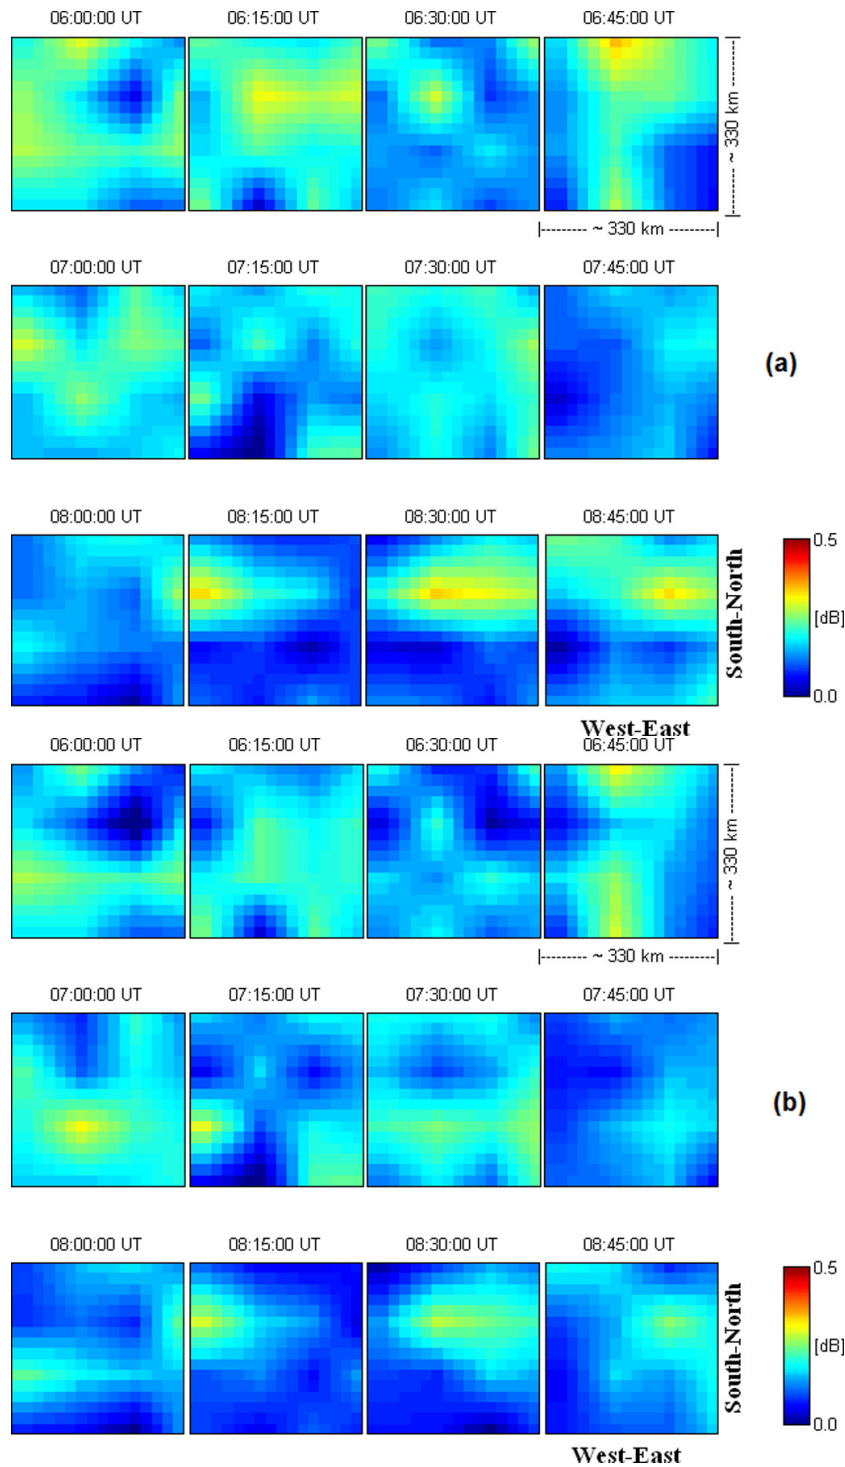 06:00:00 UT 06:15:00 UT 06:30:00 UT 06:45:00 UT
~ 330 km
|-------- ~ 330 km --------|
07:00:00 UT 07:15:00 UT 07:30:00 UT 07:45:00 UT
(a)
08:00:00 UT 08:15:00 UT 08:30:00 UT 08:45:00 UT
South-North
0.5
[dB]
0.0
West-East
06:00:00 UT 06:15:00 UT 06:30:00 UT 06:45:00 UT
~ 330 km
|-------- ~ 330 km --------|
07:00:00 UT 07:15:00 UT 07:30:00 UT 07:45:00 UT
(b)
08:00:00 UT 08:15:00 UT 08:30:00 UT 08:45:00 UT
South-North
0.5
[dB]
0.0
West-East